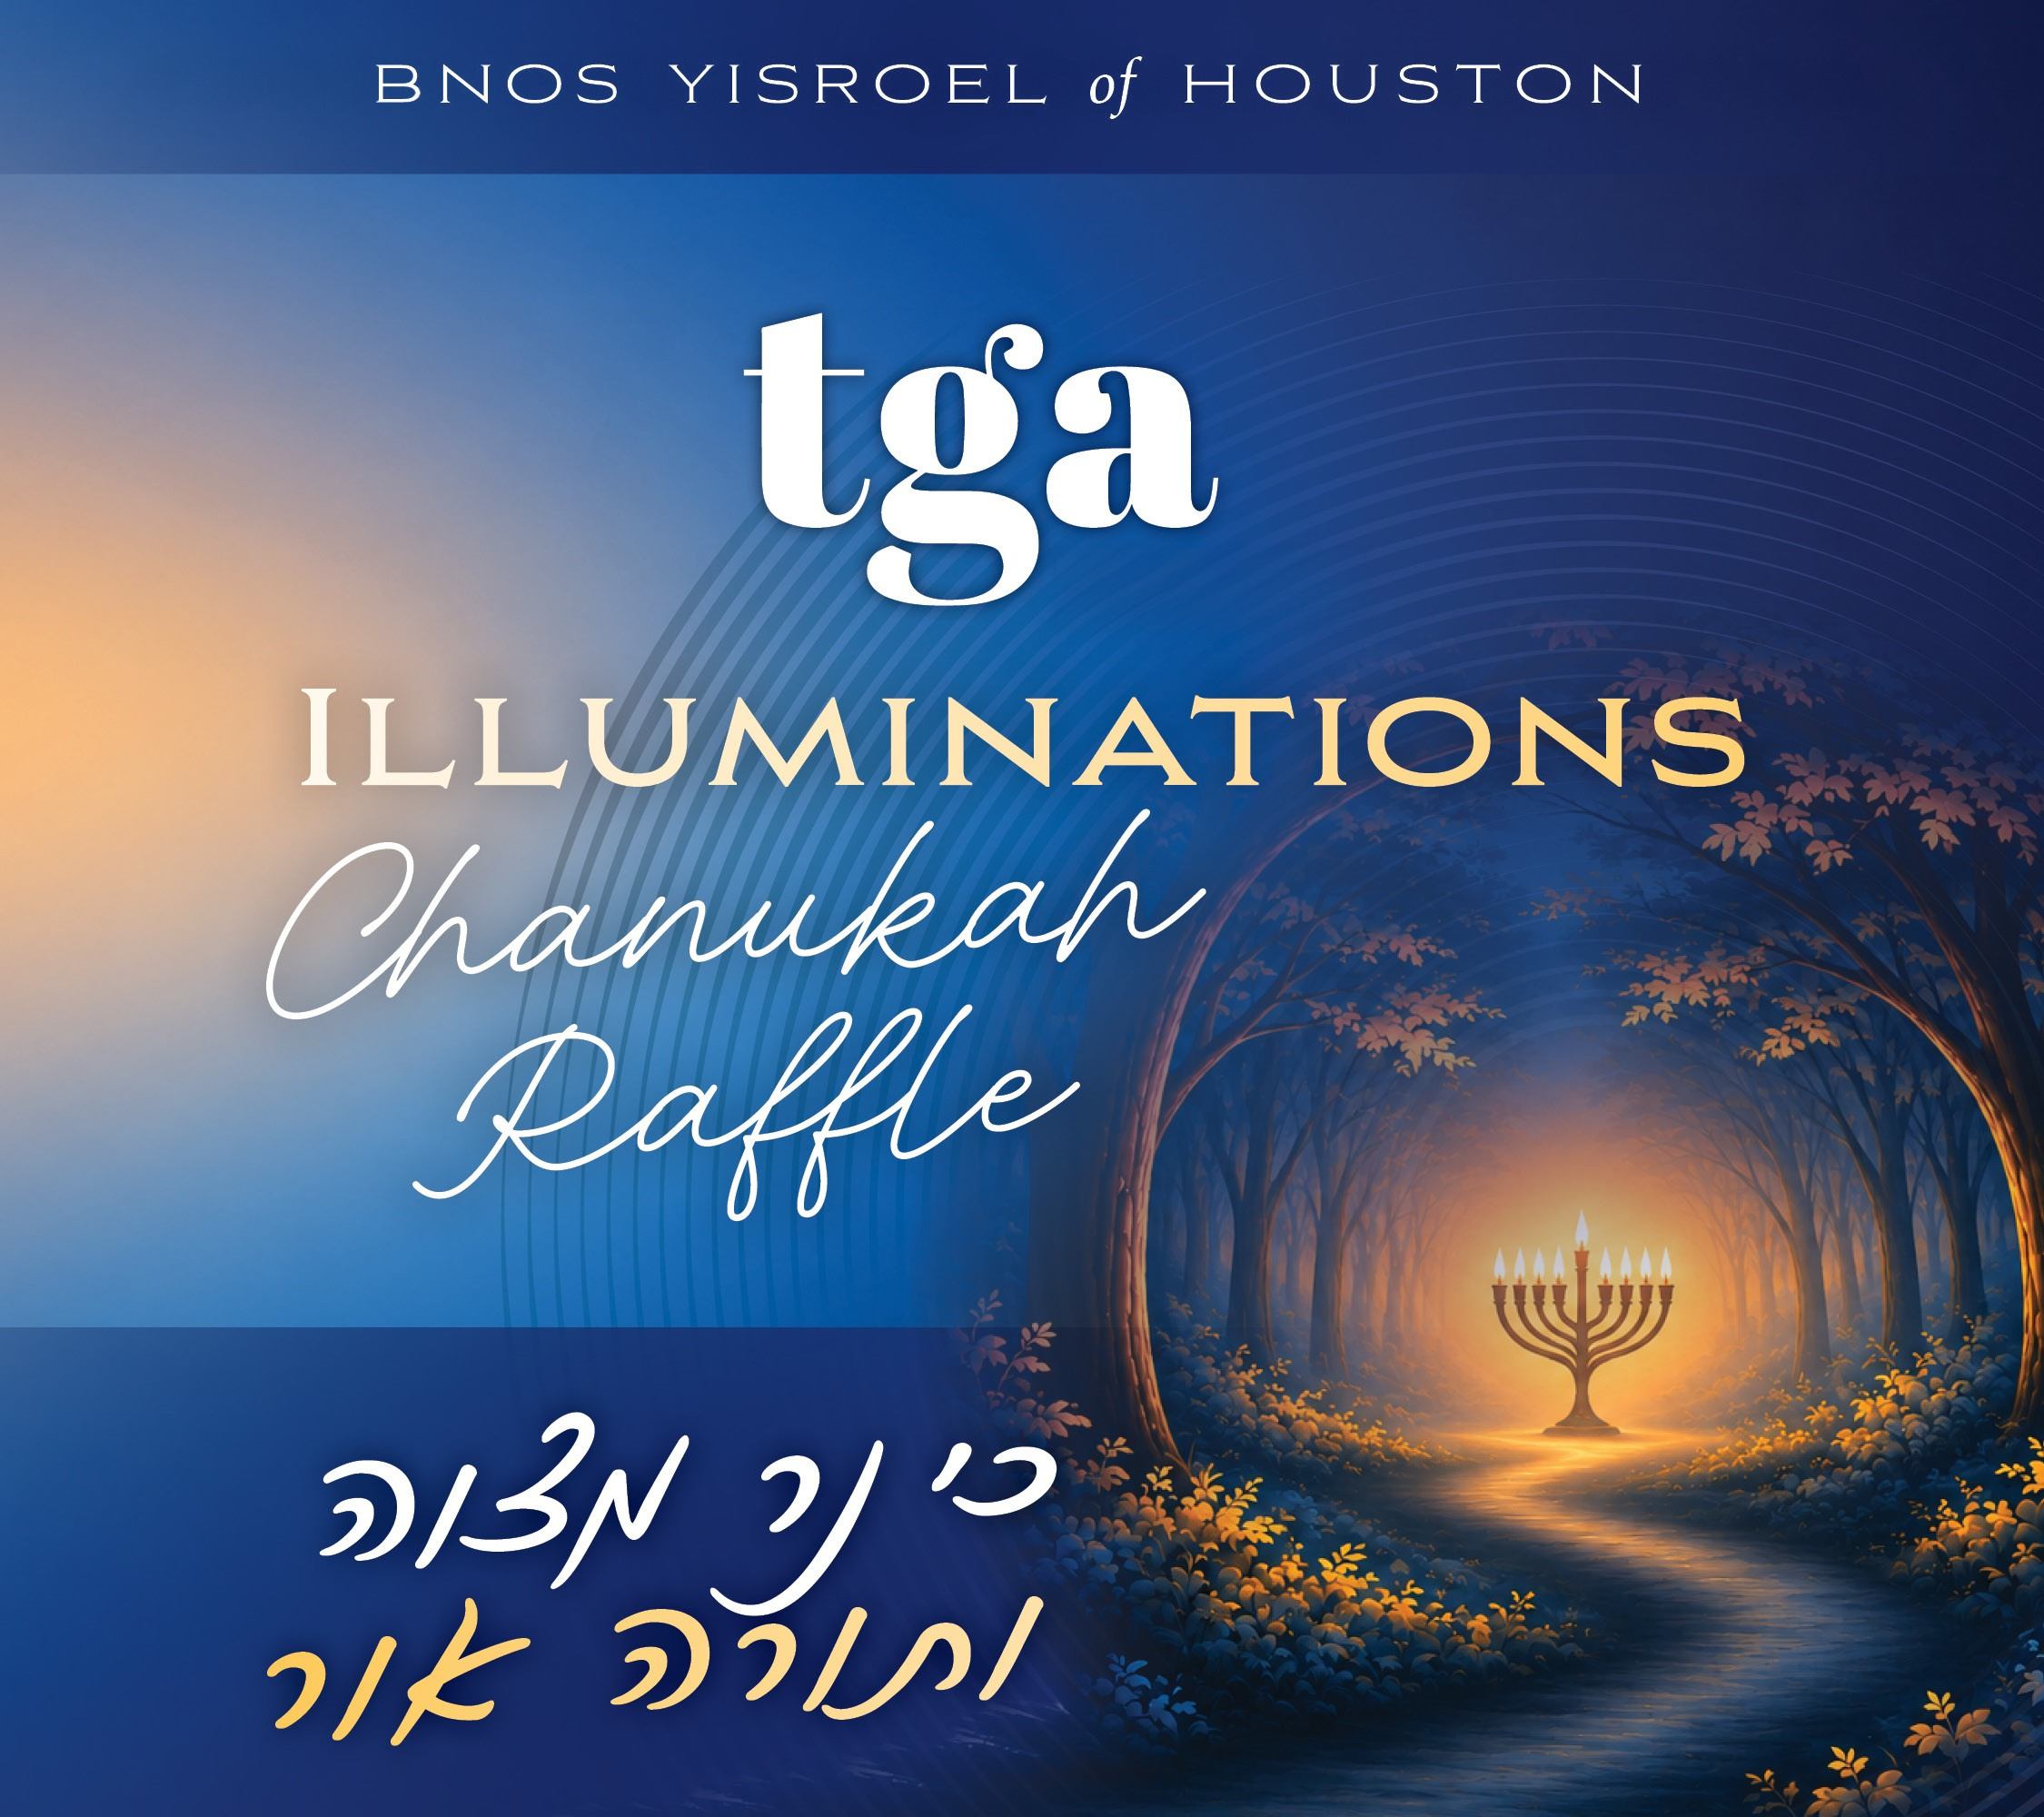 BNOS YISROEL of HOUSTON
tga
ILLUMINATIONS
Chanukah
Raffle
כי נר מצוה
ותורה אור